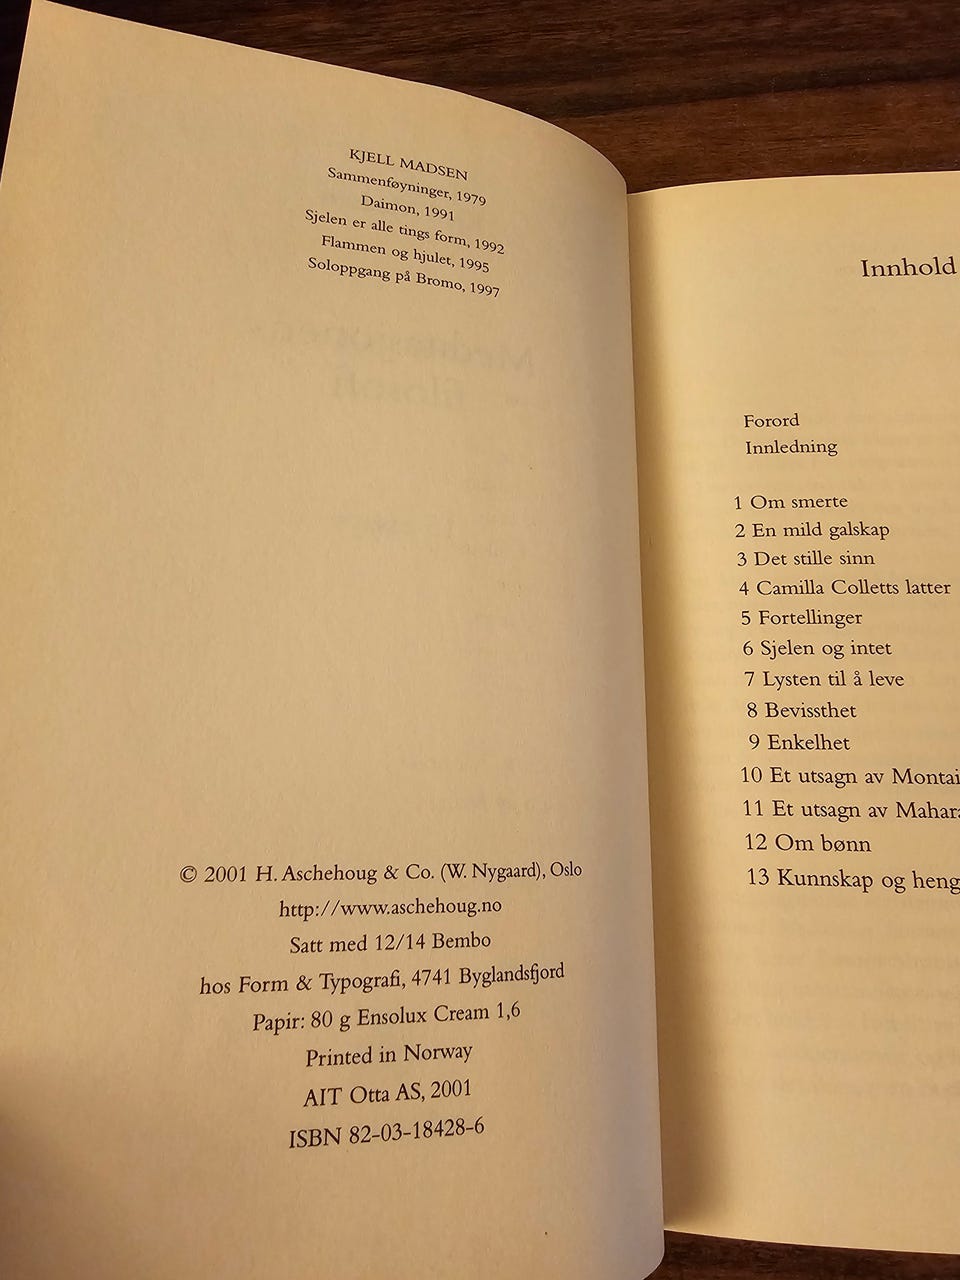 KJELL MADSEN
Sammenføyninger, 1979
Daimon, 1991
Sjelen er alle tings form, 1992
Flammen og hjulet, 1995
Soloppgang på Bromo, 1997
© 2001 H. Aschehoug & Co. (W. Nygaard), Oslo
http://www.aschehoug.no
Satt med 12/14 Bembo
hos Form & Typografi, 4741 Byglandsfjord
Papir: 80 g Ensolux Cream 1,6
Printed in Norway
AIT Otta AS, 2001
ISBN 82-03-18428-6
Innhold
Forord
Innledning
1 Om smerte
2 En mild galskap
3 Det stille sinn
4 Camilla Colletts latter
5 Fortellinger
6 Sjelen og intet
7 Lysten til å leve
8 Bevissthet
9 Enkelhet
10 Et utsagn av Montai
11 Et utsagn av Mahar
12 Om bønn
13 Kunnskap og heng